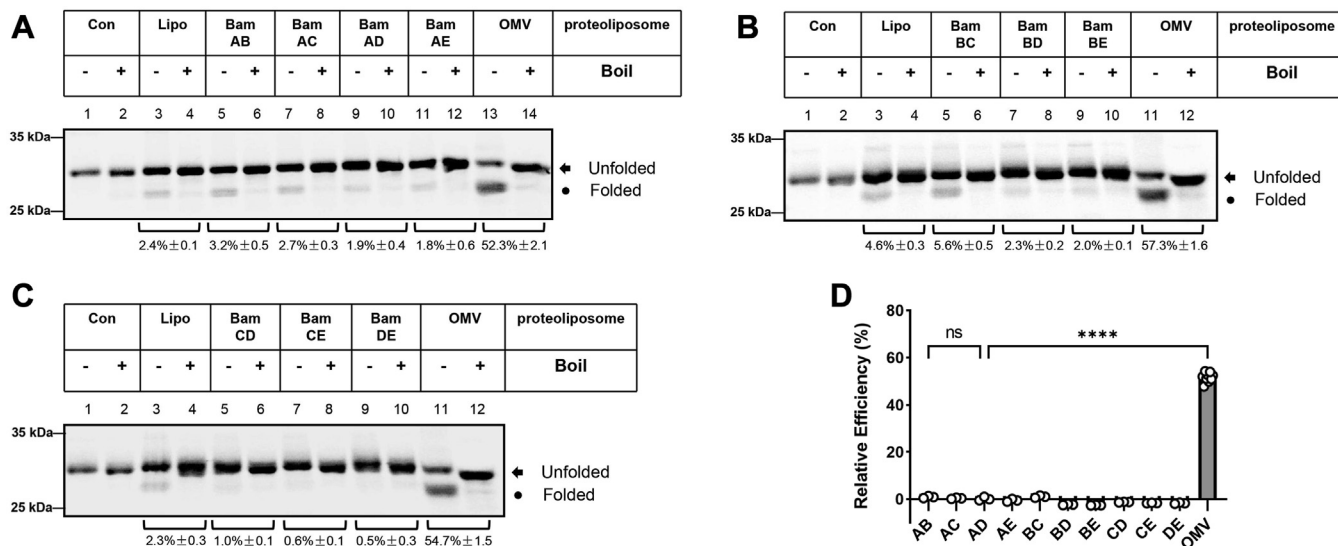 A
Con Lipo Bam AB Bam AC Bam AD Bam AE OMV proteoliposome
- + - + - + - + - + - + - + Boil
1 2 3 4 5 6 7 8 9 10 11 12 13 14
35 kDa
Unfolded
Folded
25 kDa
2.4%±0.1 3.2%±0.5 2.7%±0.3 1.9%±0.4 1.8%±0.6 52.3%±2.1
B
Con Lipo Bam BC Bam BD Bam BE OMV proteoliposome
- + - + - + - + - + - + Boil
1 2 3 4 5 6 7 8 9 10 11 12
35 kDa
Unfolded
Folded
25 kDa
4.6%±0.3 5.6%±0.5 2.3%±0.2 2.0%±0.1 57.3%±1.6
C
Con Lipo Bam CD Bam CE Bam DE OMV proteoliposome
- + - + - + - + - + - + Boil
1 2 3 4 5 6 7 8 9 10 11 12
35 kDa
Unfolded
Folded
25 kDa
2.3%±0.3 1.0%±0.1 0.6%±0.1 0.5%±0.3 54.7%±1.5
D
Relative Efficiency (%)
80
60
40
20
0
ns
****
AB AC AD AE BC BD BE CD CE DE OMV